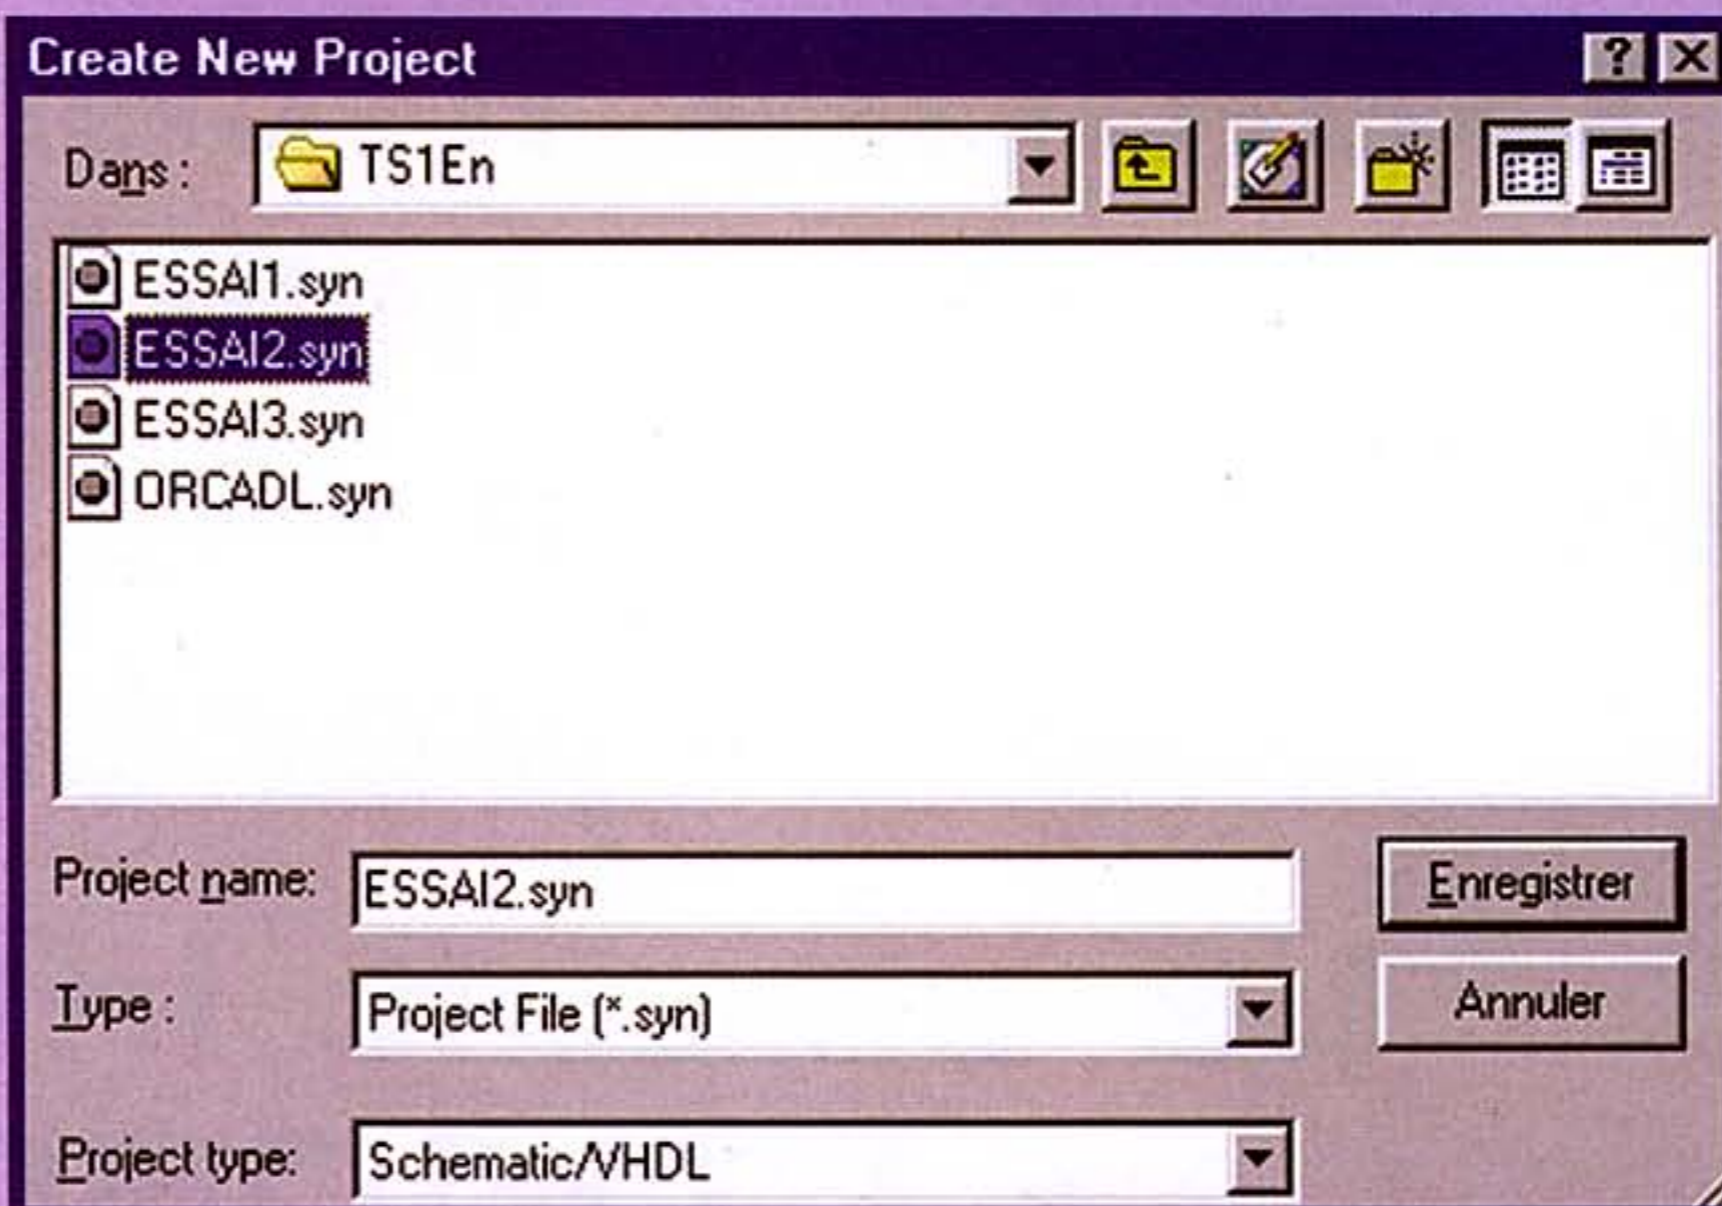 Create New Project
Dans : TS1En
ESSAI1.syn
ESSAI2.syn
ESSAI3.syn
ORCADL.syn
Project name: ESSAI2.syn Enregistrer
Type : Project File (*.syn) Annuler
Project type: Schematic/VHDL